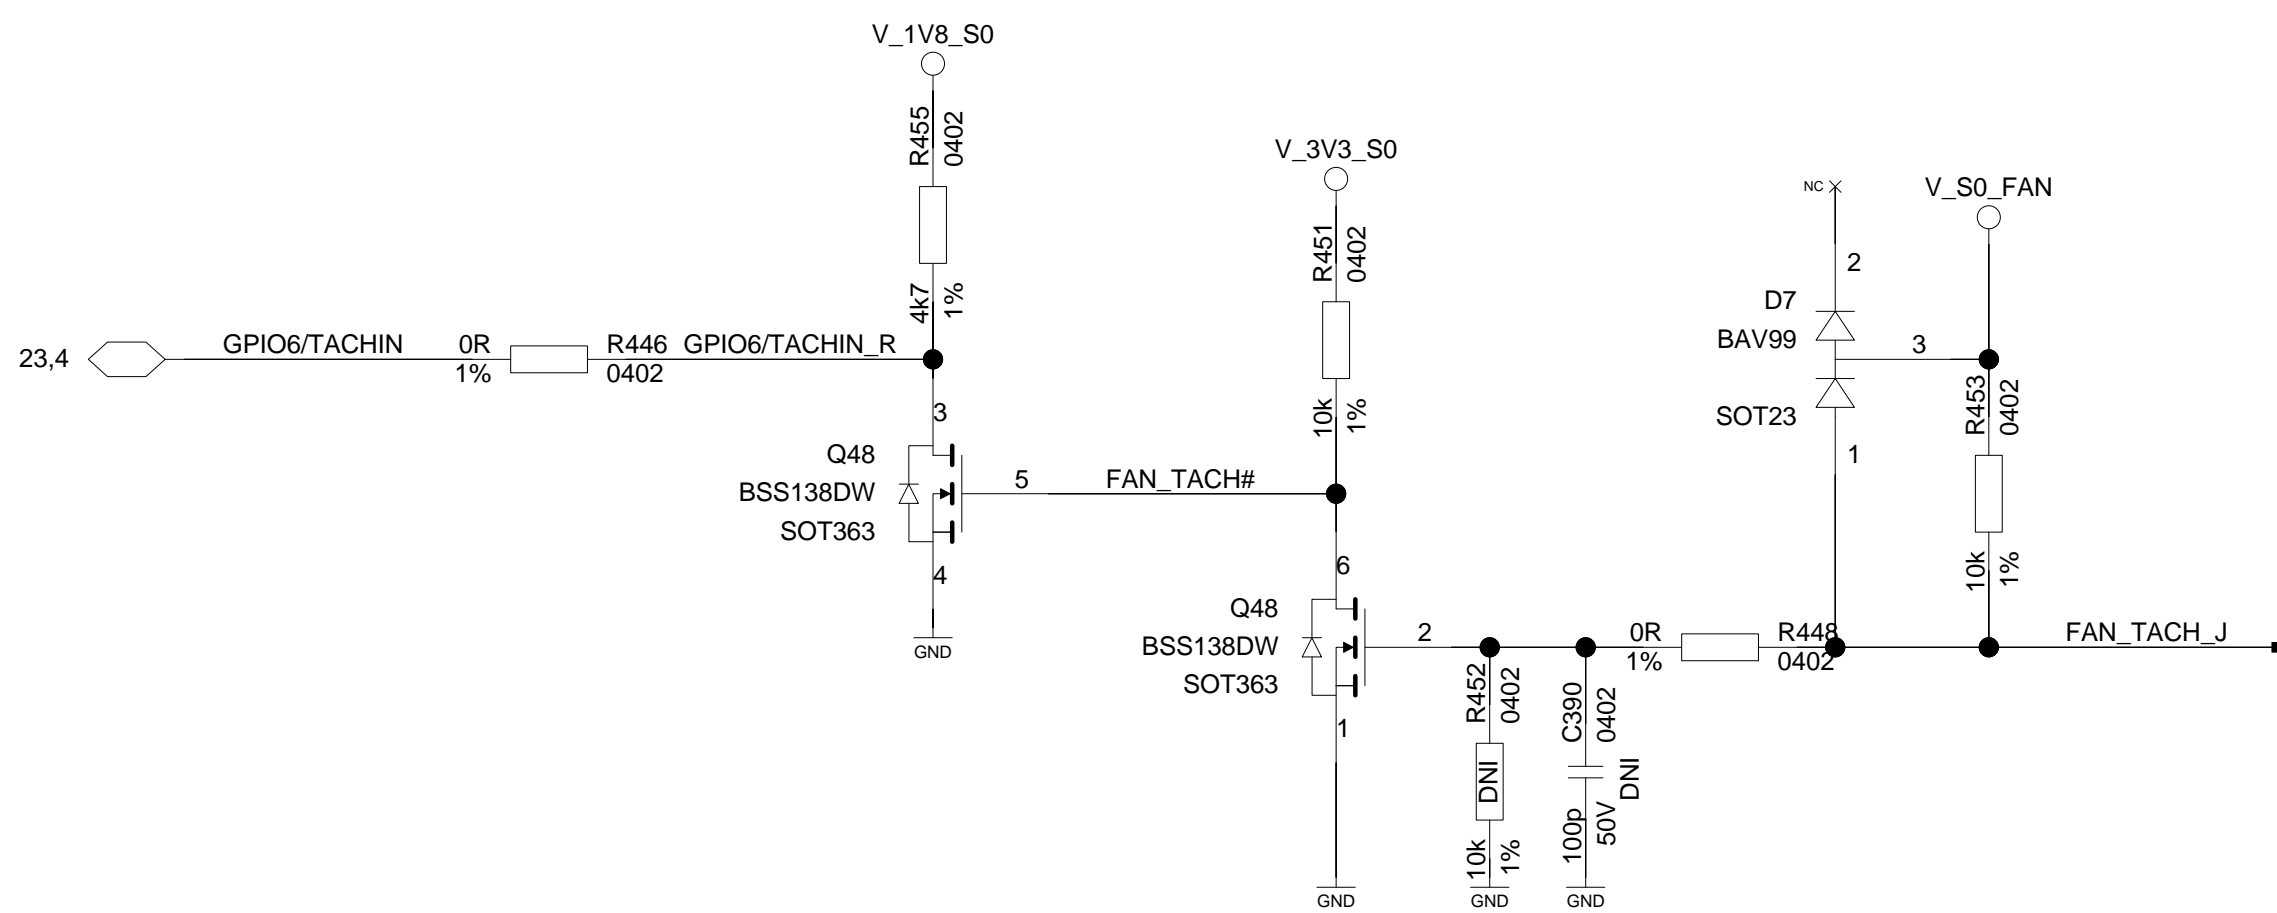 V_1V8_S0
R455
0402
4k7
1%
V_3V3_S0
R451
0402
10k
1%
NC
V_S0_FAN
2
D7
BAV99
3
SOT23
1
R453
0402
10k
1%
23,4
GPIO6/TACHIN
0R
1%
R446
0402
GPIO6/TACHIN_R
3
Q48
BSS138DW
SOT363
5
FAN_TACH#
4
GND
6
Q48
BSS138DW
SOT363
2
1
0R
1%
R448
0402
FAN_TACH_J
R452
0402
DNI
10k
1%
C390
0402
DNI
100p
50V
GND
GND
GND